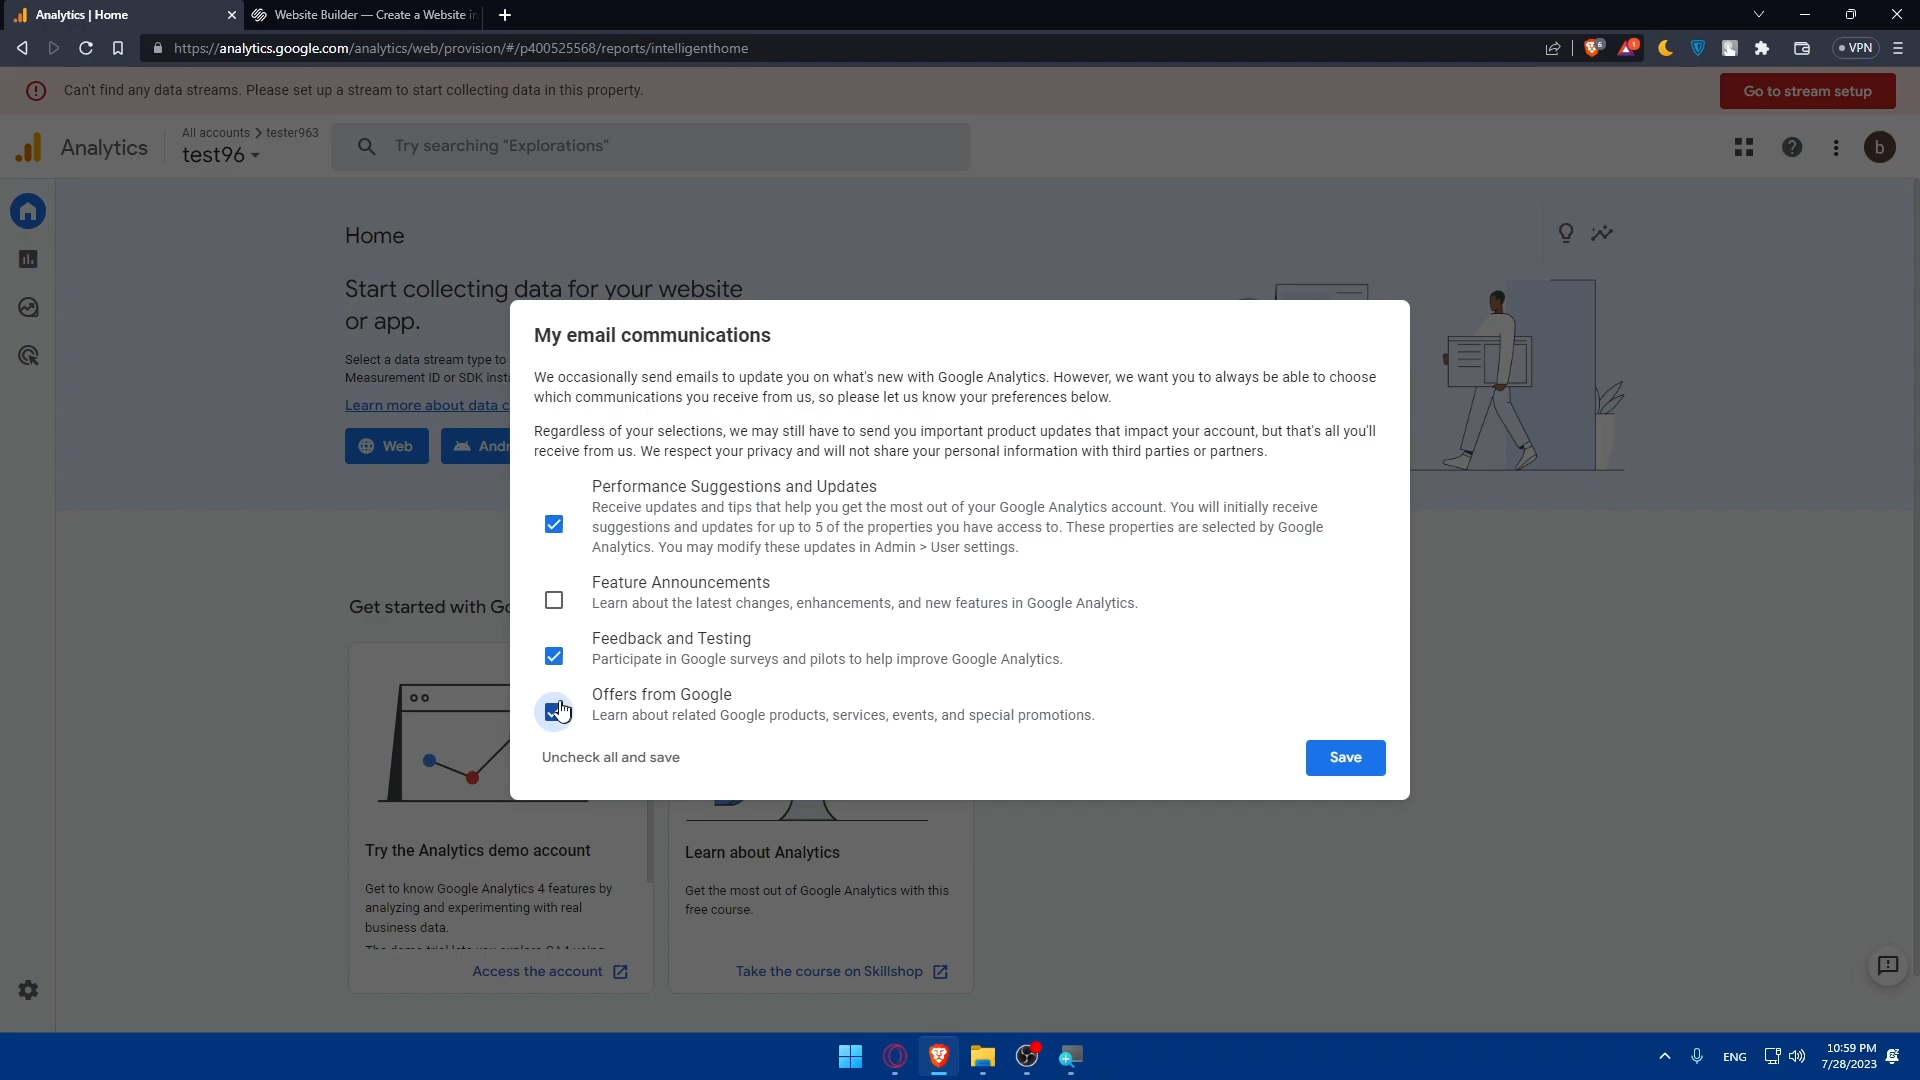 Analytics | Home
Website Builder — Create a Website in
https://analytics.google.com/analytics/web/provision/#/p400525568/reports/intelligenthome
6
1
VPN
Can't find any data streams. Please set up a stream to start collecting data in this property.
Go to stream setup
Analytics
All accounts > tester963
test96
Try searching "Explorations"
b
Home
Start collecting data for your website
or app.
Select a data stream type to
Measurement ID or SDK inst
Learn more about data c
Web
Andr
My email communications
We occasionally send emails to update you on what's new with Google Analytics. However, we want you to always be able to choose
which communications you receive from us, so please let us know your preferences below.
Regardless of your selections, we may still have to send you important product updates that impact your account, but that's all you'll
receive from us. We respect your privacy and will not share your personal information with third parties or partners.
Performance Suggestions and Updates
Receive updates and tips that help you get the most out of your Google Analytics account. You will initially receive
suggestions and updates for up to 5 of the properties you have access to. These properties are selected by Google
Analytics. You may modify these updates in Admin > User settings.
Feature Announcements
Learn about the latest changes, enhancements, and new features in Google Analytics.
Feedback and Testing
Participate in Google surveys and pilots to help improve Google Analytics.
Offers from Google
Learn about related Google products, services, events, and special promotions.
Uncheck all and save
Save
Get started with Go
Try the Analytics demo account
Get to know Google Analytics 4 features by
analyzing and experimenting with real
business data.
Access the account
Learn about Analytics
Get the most out of Google Analytics with this
free course.
Take the course on Skillshop
ENG
10:59 PM
7/28/2023